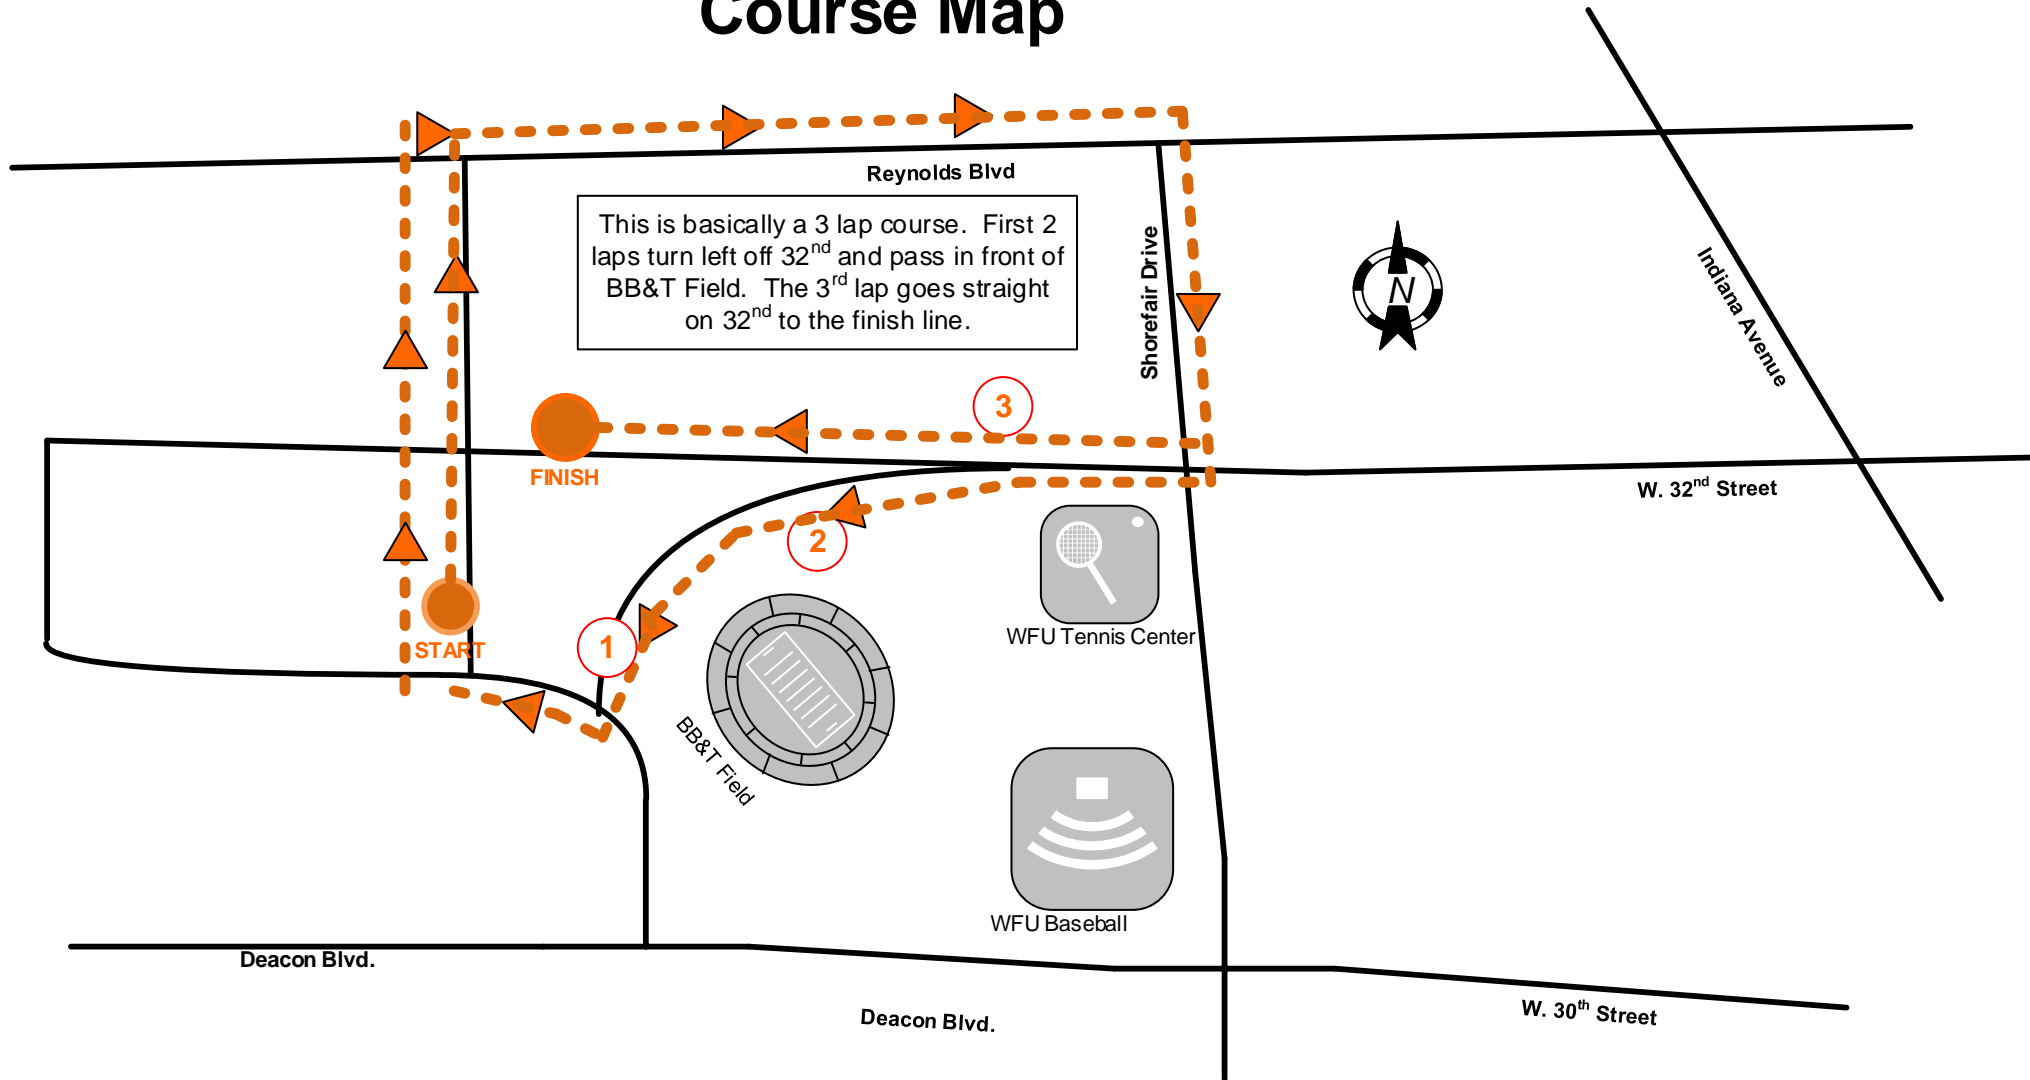 Course Map
Reynolds Blvd
This is basically a 3 lap course. First 2
laps turn left off 32nd and pass in front of
BB&T Field. The 3rd lap goes straight
on 32nd to the finish line.
Shorefair Drive
N
Indiana Avenue
3
FINISH
W. 32nd Street
2
START
1
WFU Tennis Center
BB&T Field
WFU Baseball
Deacon Blvd.
Deacon Blvd.
W. 30th Street